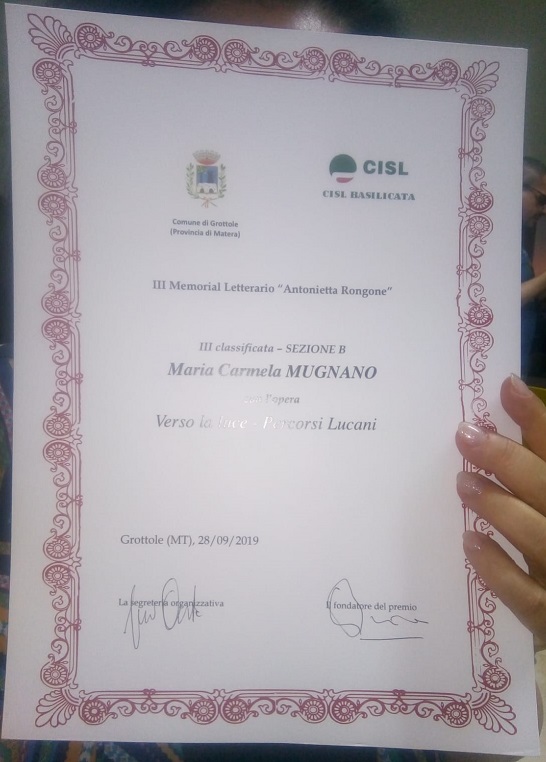 Comune di Grottole
(Provincia di Matera)
CISL
CISL BASILICATA
III Memorial Letterario "Antonietta Rongone"
III classificata – SEZIONE B
Maria Carmela MUGNANO
con l'opera
Verso la luce - Percorsi Lucani
Grottole (MT), 28/09/2019
La segreteria organizzativa
Il fondatore del premio